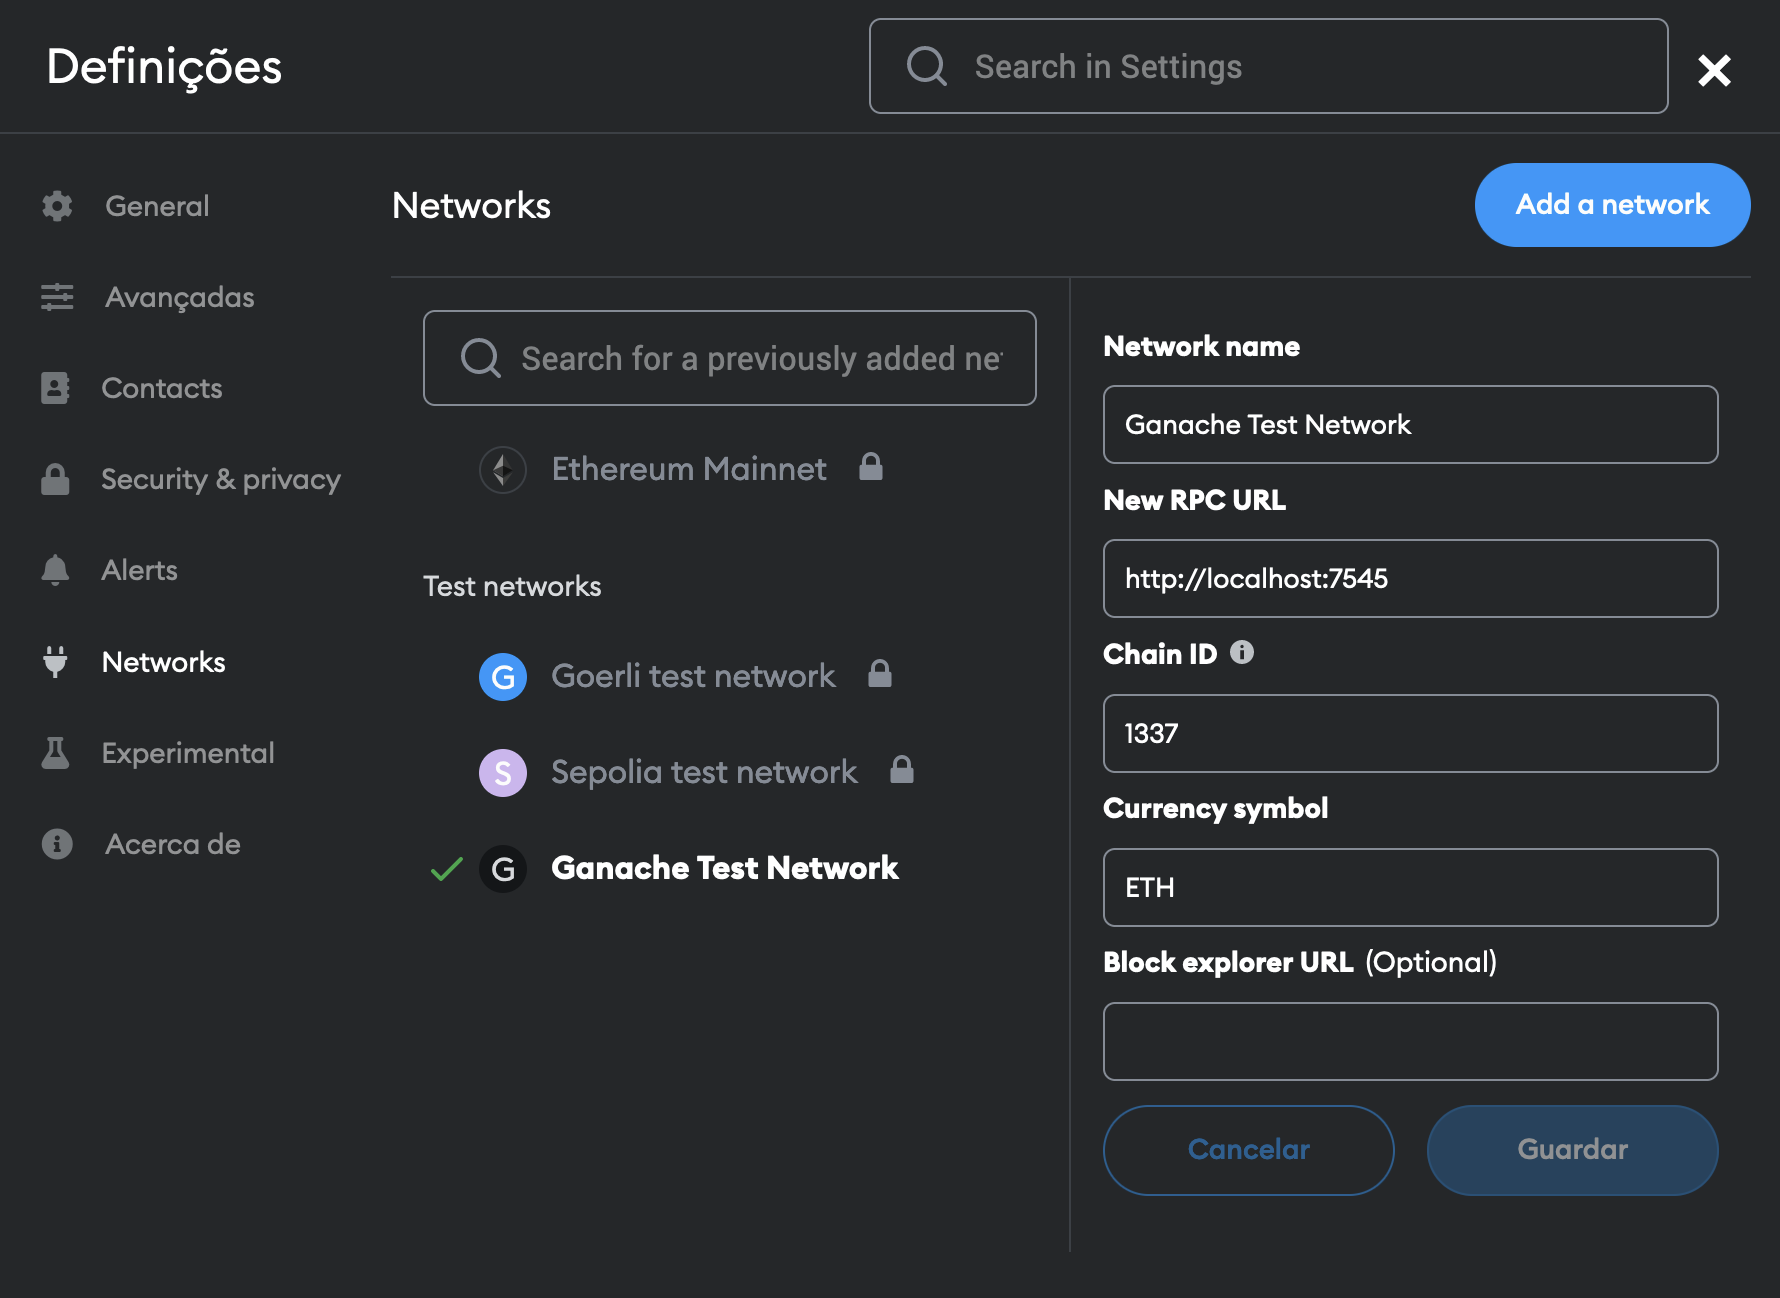 Definições
Search in Settings
General
Avançadas
Contacts
Security & privacy
Alerts
Networks
Experimental
Acerca de
Networks
Add a network
Search for a previously added ne
Ethereum Mainnet
Test networks
G Goerli test network
S Sepolia test network
G Ganache Test Network
Network name
Ganache Test Network
New RPC URL
http://localhost:7545
Chain ID
1337
Currency symbol
ETH
Block explorer URL (Optional)
Cancelar
Guardar